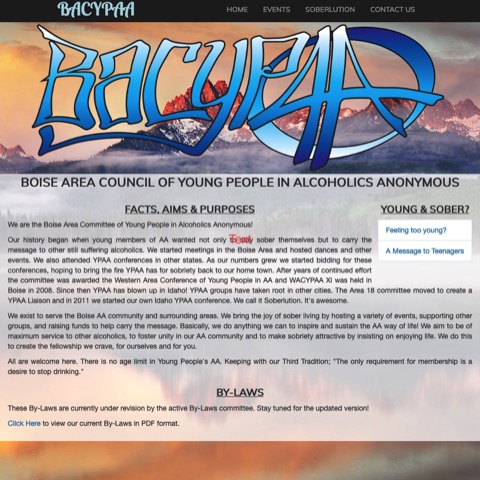 BACYPAA
HOME EVENTS SOBERLUTION CONTACT US
BACYPAA
BOISE AREA COUNCIL OF YOUNG PEOPLE IN ALCOHOLICS ANONYMOUS
FACTS, AIMS & PURPOSES
We are the Boise Area Committee of Young People in Alcoholics Anonymous!
Our history began when young members of AA wanted not only sober themselves but to carry the
message to other still suffering alcoholics. We started meetings in the Boise Area and hosted dances and other
events. We also attended YPAA conferences in other states. As our numbers grew we started bidding for these
conferences, hoping to bring the fire YPAA has for sobriety back to our home town. After years of continued effort
the committee was awarded the Western Area Conference of Young People in AA and WACYPAA XI was held in
Boise in 2008. Since then YPAA has blown up in Idaho! YPAA groups have taken root in other cities. The Area 18 committee moved to create a
YPAA Liaison and in 2011 we started our own Idaho YPAA conference. We call it Soberlution. It's awesome.
We exist to serve the Boise AA community and surrounding areas. We bring the joy of sober living by hosting a variety of events, supporting other
groups, and raising funds to help carry the message. Basically, we do anything we can to inspire and sustain the AA way of life! We aim to be of
maximum service to other alcoholics, to foster unity in our AA community and to make sobriety attractive by insisting on enjoying life. We do this
to create the fellowship we crave, for ourselves and for you.
All are welcome here. There is no age limit in Young People's AA. Keeping with our Third Tradition; "The only requirement for membership is a
desire to stop drinking."
BY-LAWS
These By-Laws are currently under revision by the active By-Laws committee. Stay tuned for the updated version!
Click Here to view our current By-Laws in PDF format.
YOUNG & SOBER?
Feeling too young?
A Message to Teenagers